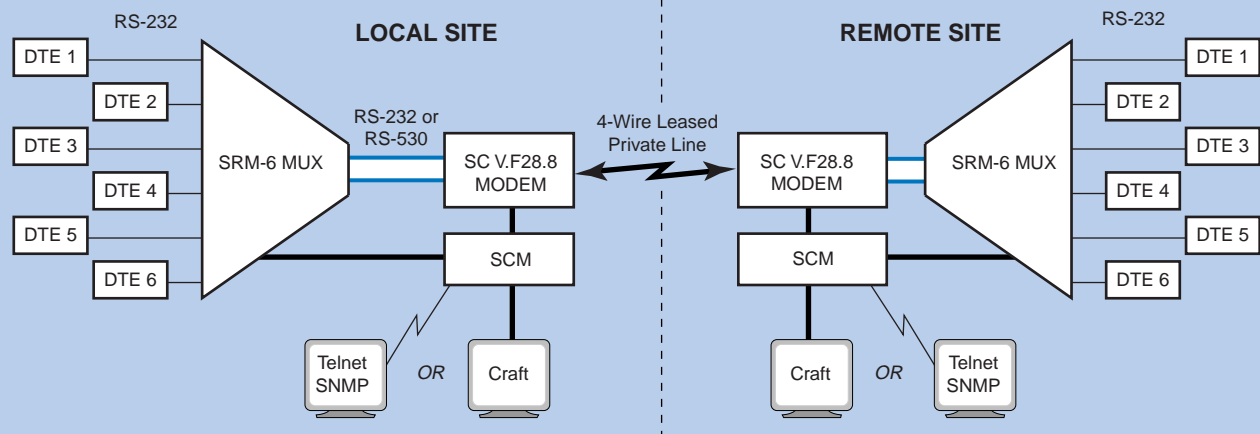 RS-232
LOCAL SITE
DTE 1
DTE 2
DTE 3
DTE 4
DTE 5
DTE 6
SRM-6 MUX
RS-232 or
RS-530
SC V.F28.8
MODEM
SCM
Telnet
SNMP
OR
Craft
4-Wire Leased
Private Line
REMOTE SITE
RS-232
SC V.F28.8
MODEM
SRM-6 MUX
DTE 1
DTE 2
DTE 3
DTE 4
DTE 5
DTE 6
SCM
Craft
OR
Telnet
SNMP